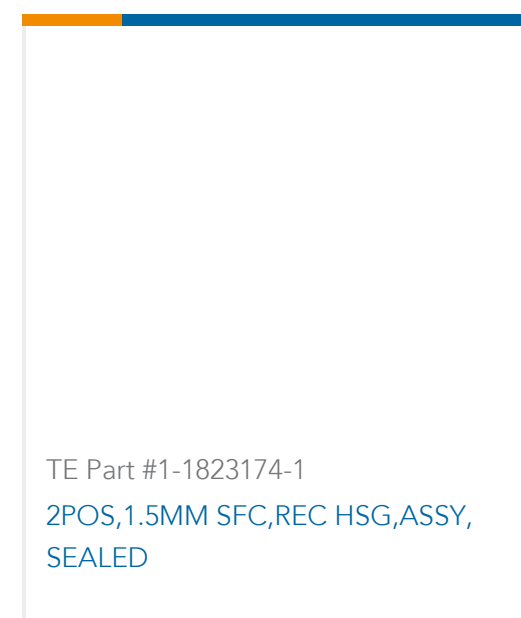 TE Part #1-1823174-1
2POS,1.5MM SFC,REC HSG,ASSY,
SEALED